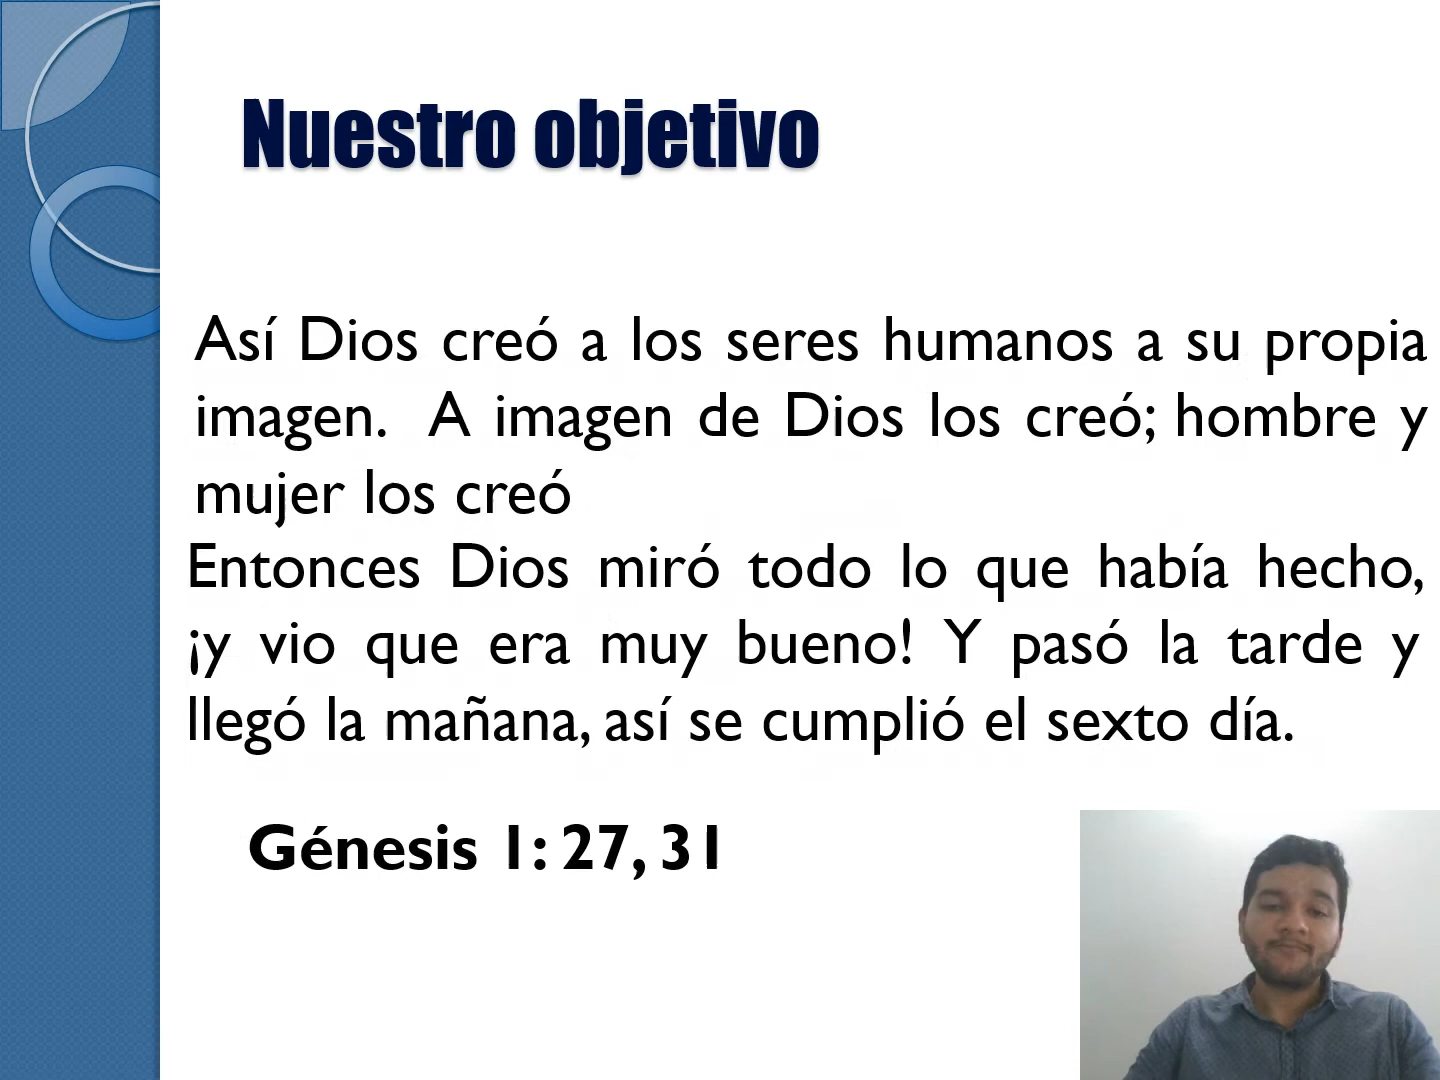 Nuestro objetivo
Así Dios creó a los seres humanos a su propia
imagen. A imagen de Dios los creó; hombre y
mujer los creó
Entonces Dios miró todo lo que había hecho,
¡y vio que era muy bueno! Y pasó la tarde y
llegó la mañana, así se cumplió el sexto día.
Génesis 1: 27, 31